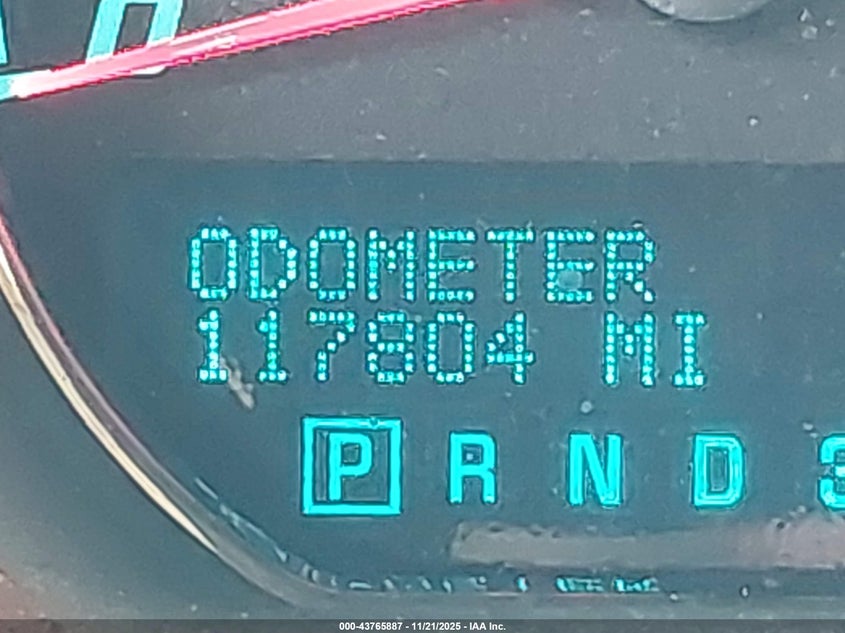 ODOMETER
117804 MI
P R N D 3
000-43765887 - 11/21/2025 - IAA Inc.